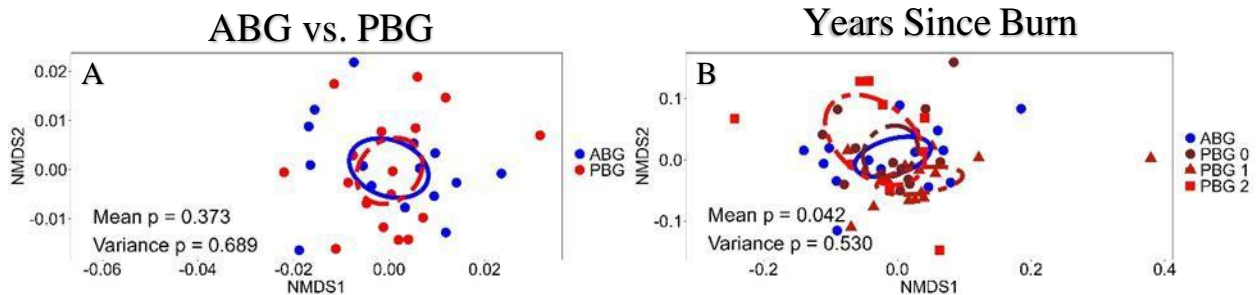 ABG vs. PBG
A
0.02
0.01
0.00
-0.01
NMDS2
Mean p = 0.373
Variance p = 0.689
-0.06
-0.04
-0.02
0.00
0.02
NMDS1
ABG
PBG
Years Since Burn
B
0.1
0.0
-0.1
NMDS2
Mean p = 0.042
Variance p = 0.530
-0.2
0.0
0.2
0.4
NMDS1
ABG
PBG 0
PBG 1
PBG 2